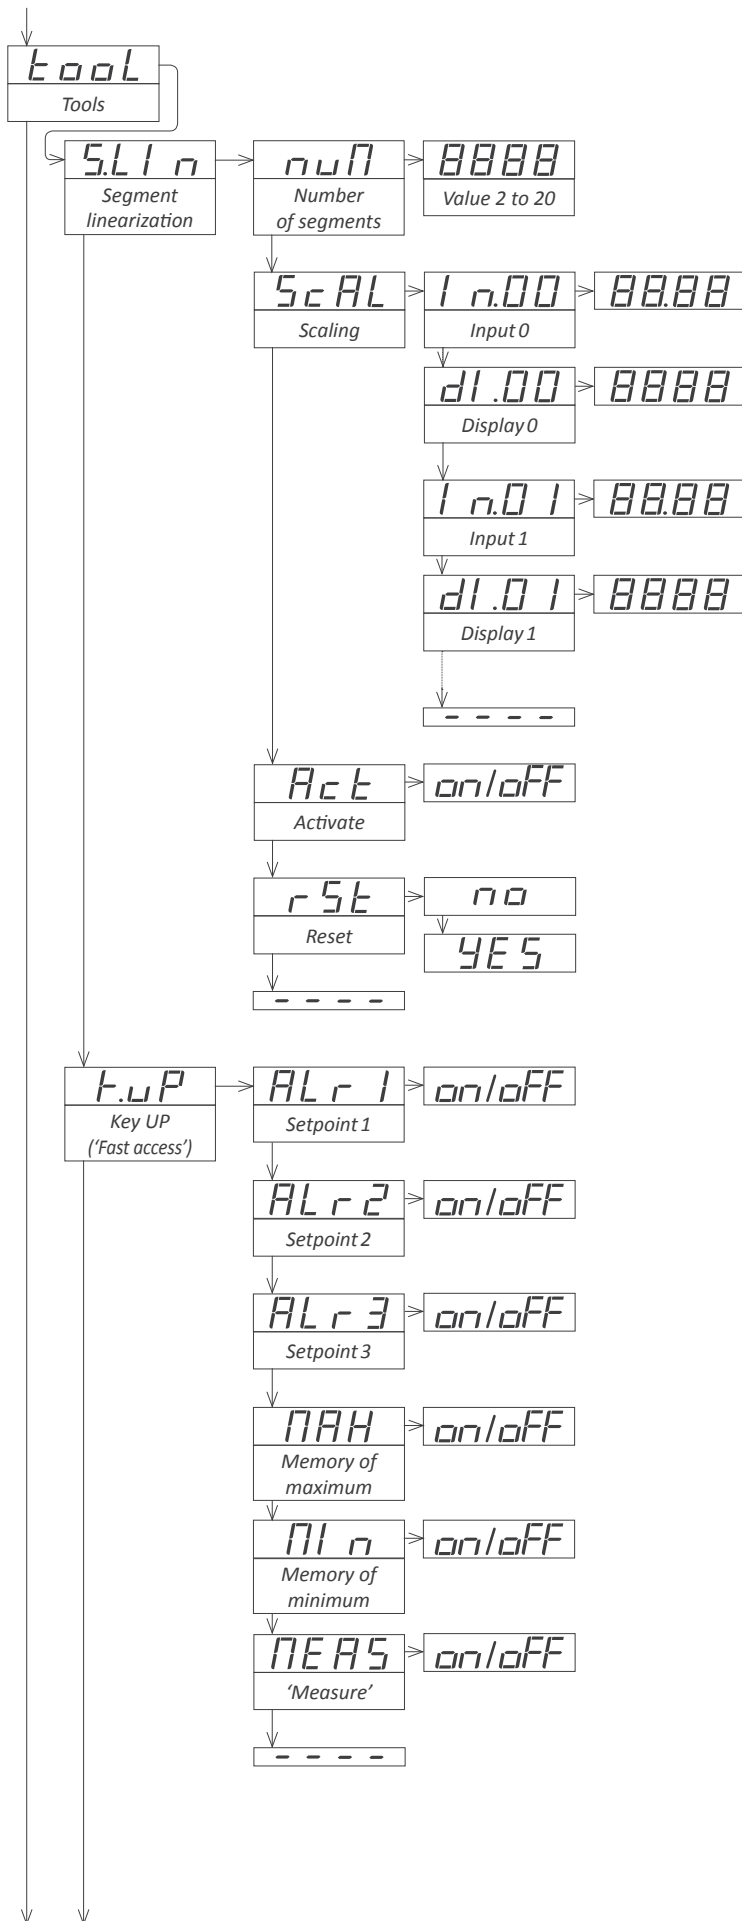 tooL
Tools
S.LIn
Segment
linearization
nuM
Number
of segments
8888
Value 2 to 20
ScAL
Scaling
In.00
Input 0
88.88
dI.00
Display 0
8888
In.01
Input 1
88.88
dI.01
Display 1
8888
----
Act
Activate
on/oFF
rSt
Reset
no
YES
----
k.uP
Key UP
(‘Fast access’)
ALr1
Setpoint 1
on/oFF
ALr2
Setpoint 2
on/oFF
ALr3
Setpoint 3
on/oFF
MAH
Memory of
maximum
on/oFF
MIn
Memory of
minimum
on/oFF
MEAS
‘Measure’
on/oFF
----